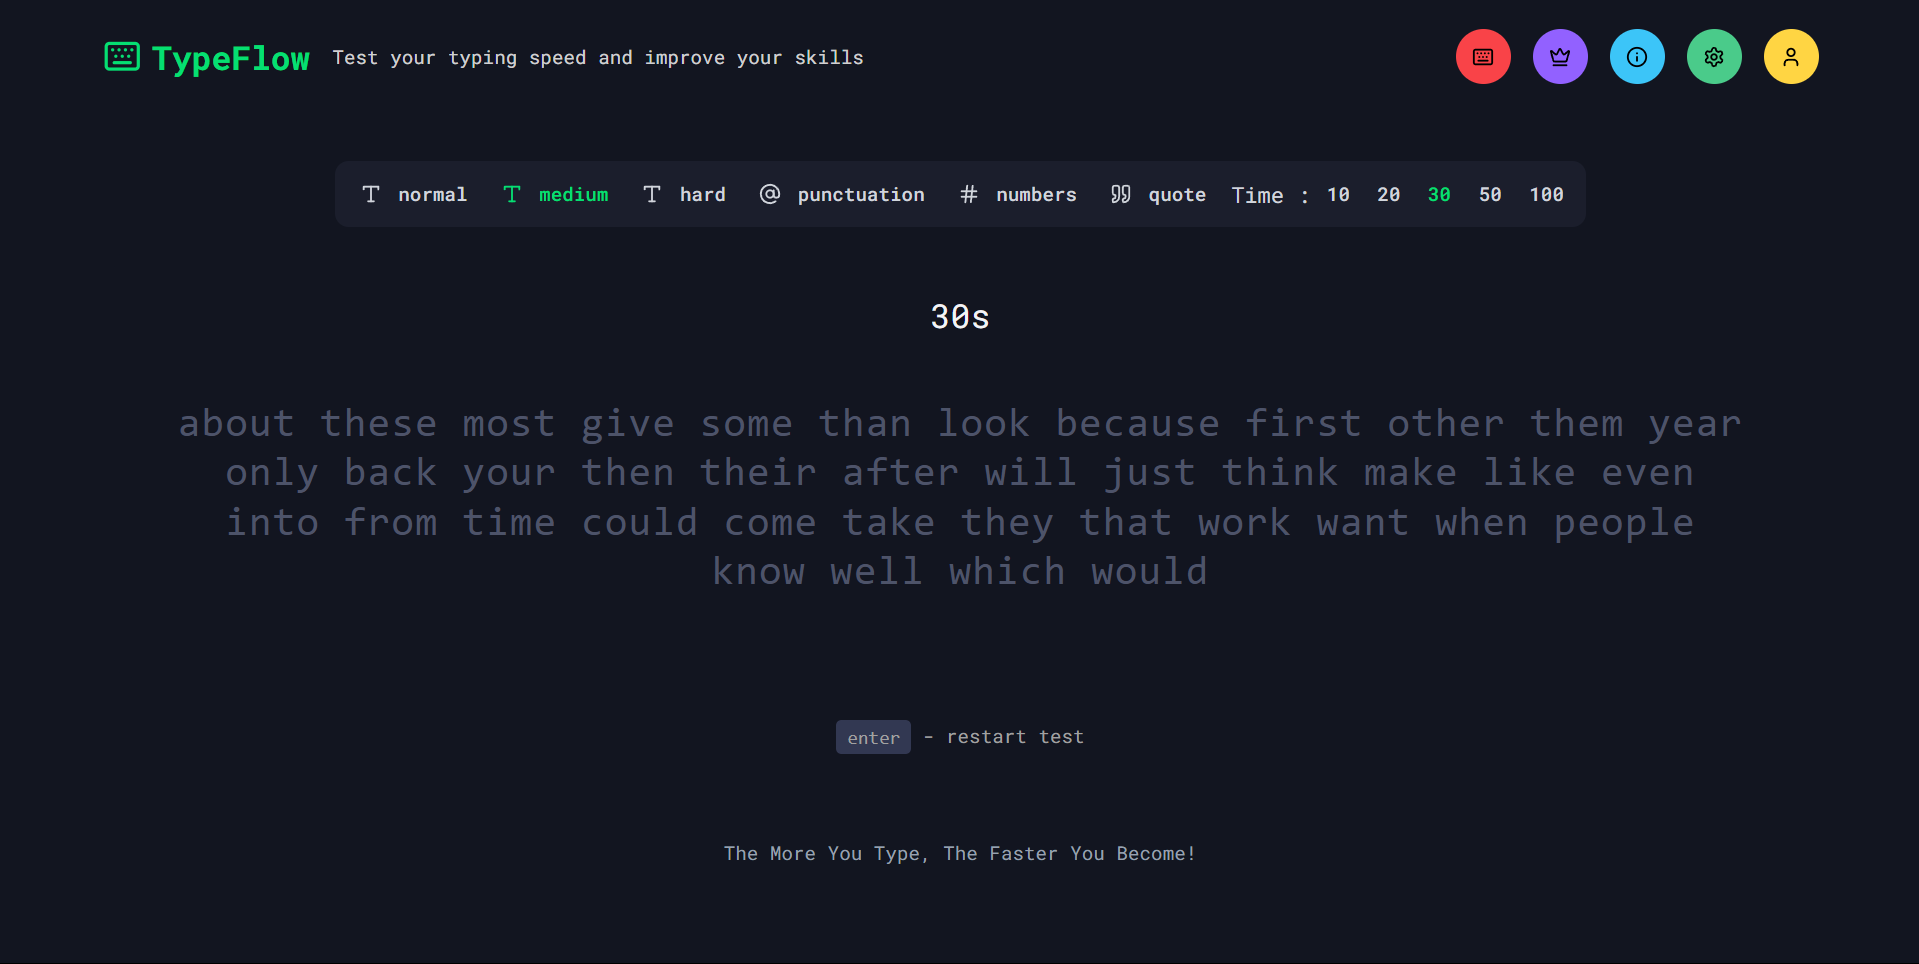 TypeFlow Test your typing speed and improve your skills
normal medium hard punctuation numbers quote Time : 10 20 30 50 100
30s
about these most give some than look because first other them year
only back your then their after will just think make like even
into from time could come take they that work want when people
know well which would
enter - restart test
The More You Type, The Faster You Become!